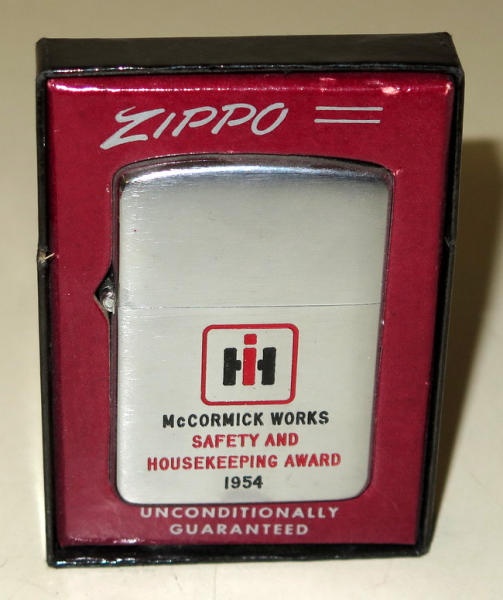 ZIPPO
IH
McCORMICK WORKS
SAFETY AND
HOUSEKEEPING AWARD
1954
UNCONDITIONALLY
GUARANTEED